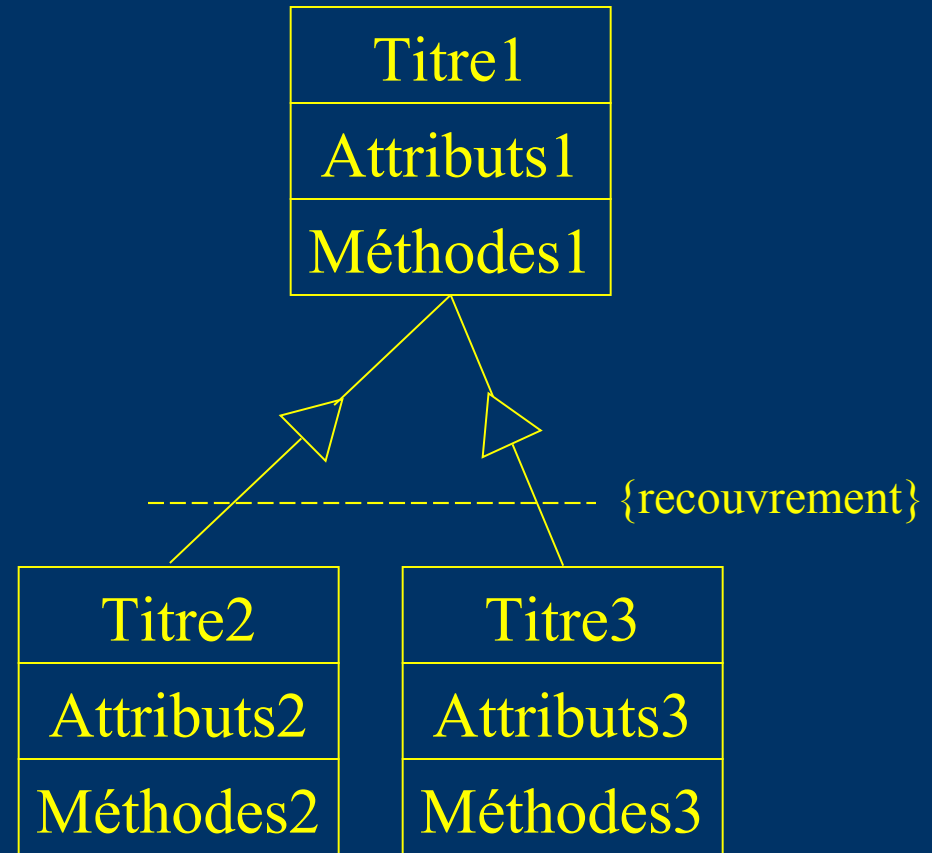 Titre1
Attributs1
Méthodes1
{recouvrement}
Titre2
Attributs2
Méthodes2
Titre3
Attributs3
Méthodes3